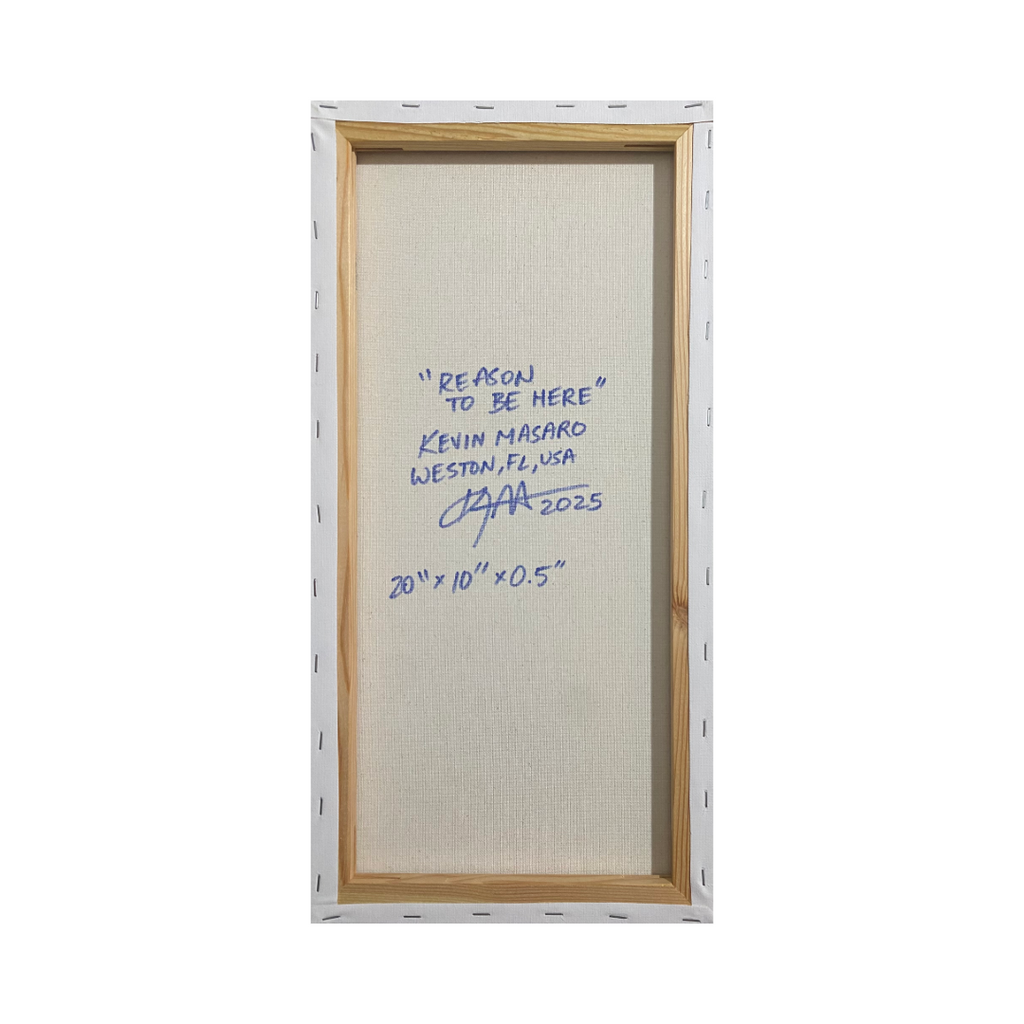 "REASON
TO BE HERE"
KEVIN MASARO
WESTON, FL, USA
2025
20" x 10" x 0.5"